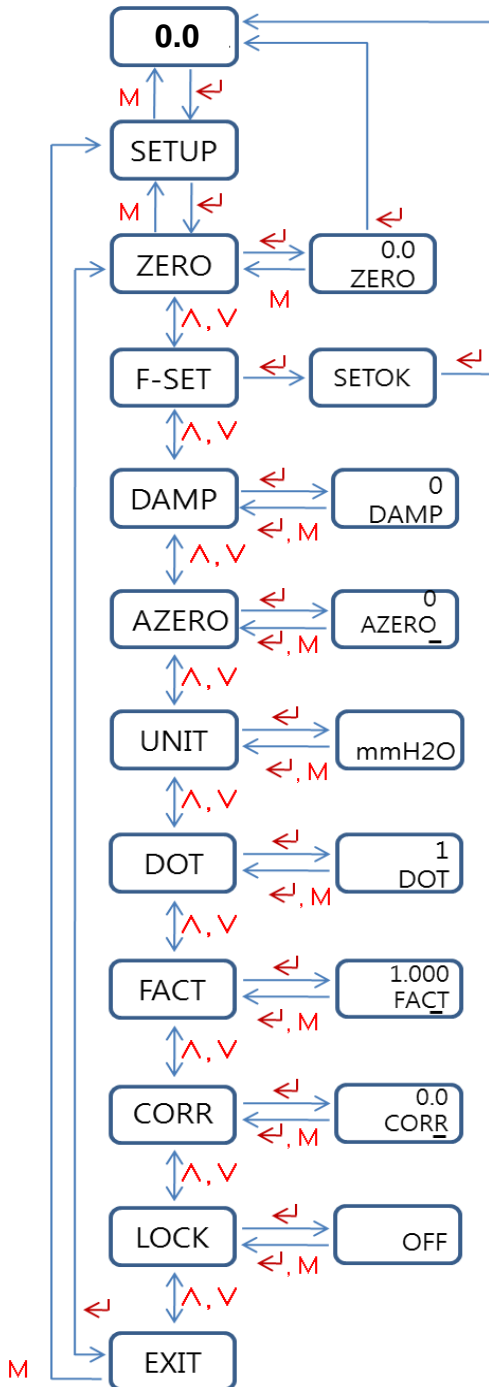 0.0
M ↵
SETUP
M ↵
ZERO ↵ 0.0 ↵
ZERO
M
∧, ∨
F-SET ↵ SETOK ↵
∧, ∨
DAMP ↵ 0
DAMP
↵, M
∧, ∨
AZERO ↵ 0
AZERO
↵, M
∧, ∨
UNIT ↵
mmH2O
↵, M
∧, ∨
DOT ↵ 1
DOT
↵, M
∧, ∨
FACT ↵ 1.000
FACT
↵, M
∧, ∨
CORR ↵ 0.0
CORR
↵, M
∧, ∨
LOCK ↵
OFF
↵, M
∧, ∨
↵
M
EXIT